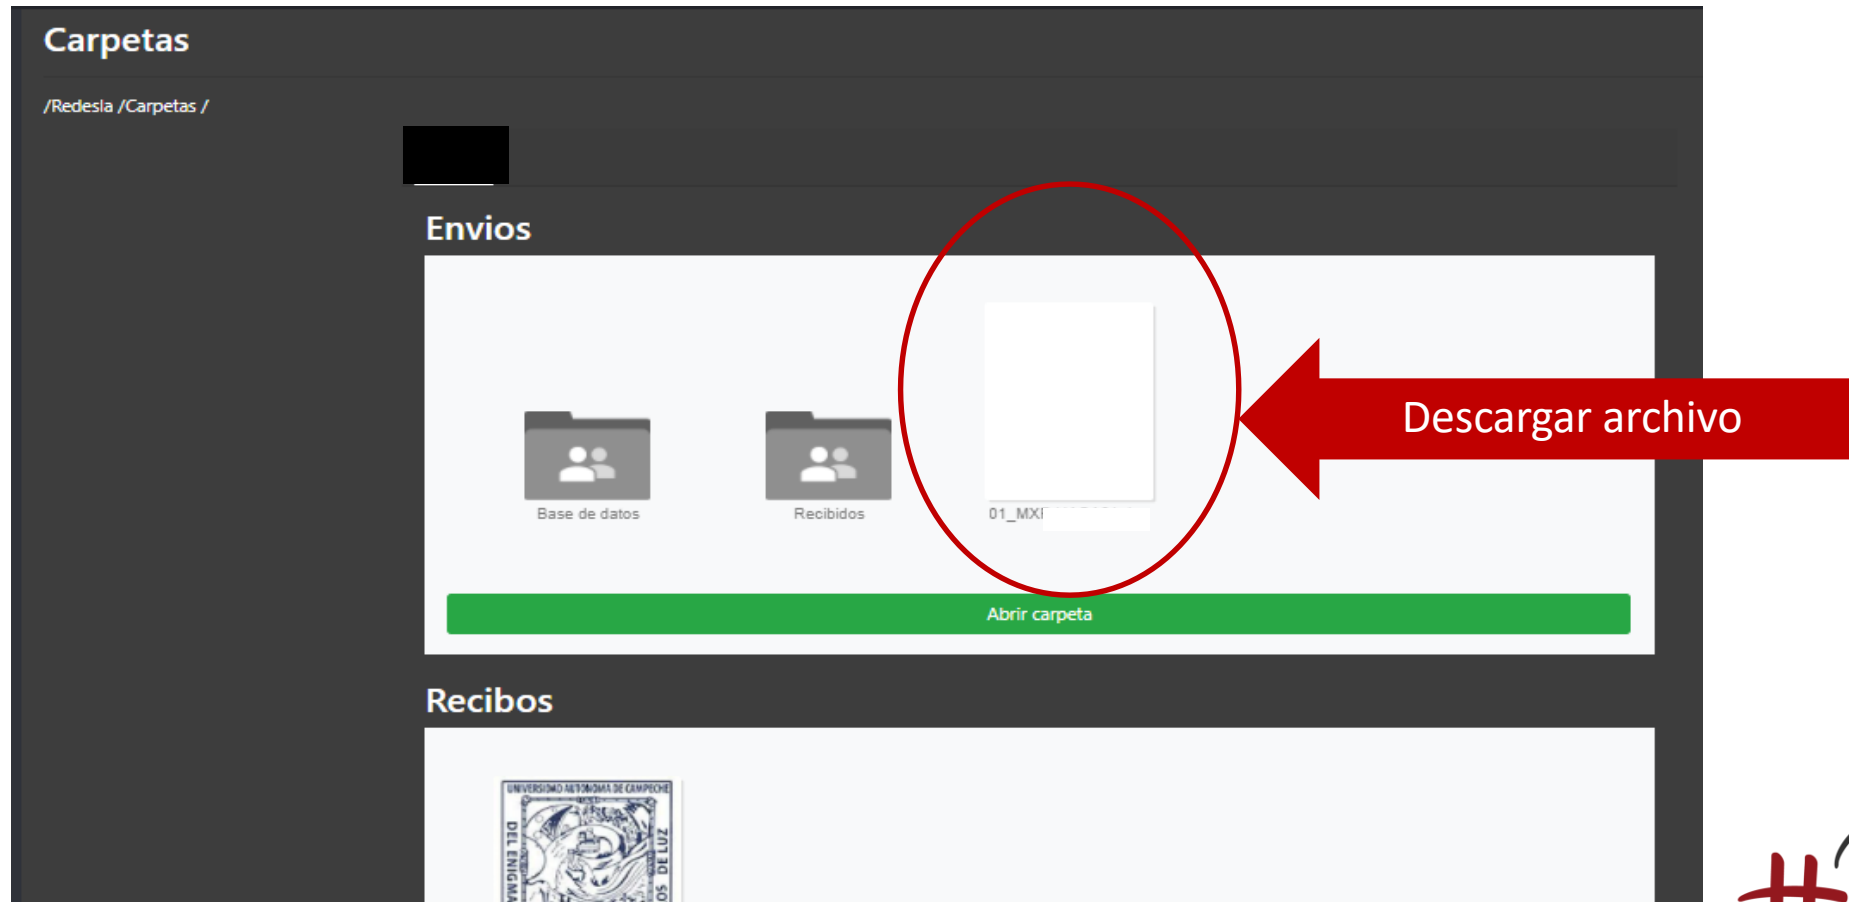 Carpetas
/Redesla /Carpetas /
Envios
Descargar archivo
Base de datos
Recibidos
Abrir carpeta
Recibos
UNIVERSIDAD AUTONOMA DE CAMPECHE
DEL ENIGMA
DE LUZ